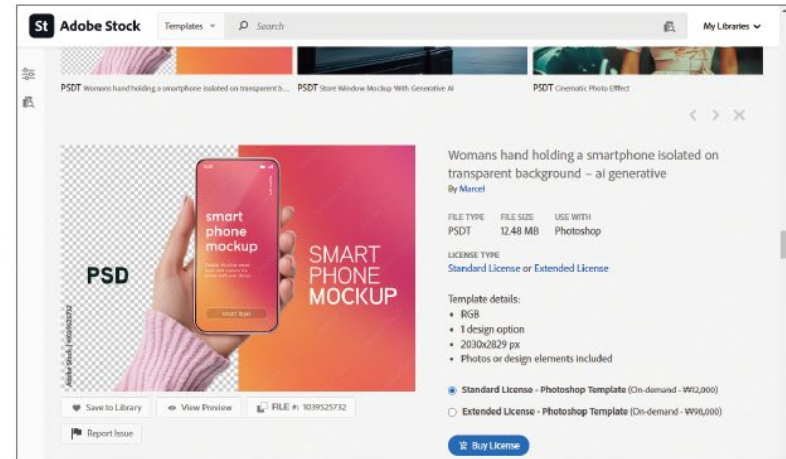 St Adobe Stock Templates Search My Libraries
PSDT Womans hand holding a smartphone isolated on transparent b... PSDT Store Window Mockup With Generative AI PSDT Cinematic Photo Efffect
Womans hand holding a smartphone isolated on
transparent background – ai generative
By Marcel
FILE TYPE FILE SIZE USE WITH
PSDT 12.48 MB Photoshop
LICENSE TYPE
Standard License or Extended License
Template details:
• RGB
• 1 design option
• 2030x2829 px
• Photos or design elements included
Standard License - Photoshop Template (On-demand - ₩12,000)
Extended License - Photoshop Template (On-demand - ₩98,000)
Buy License
PSD
smart
phone
mockup
smart layer
SMART
PHONE
MOCKUP
Adobe Stock | #1039525732
Save to Library View Preview FILE #: 1039525732
Report Issue